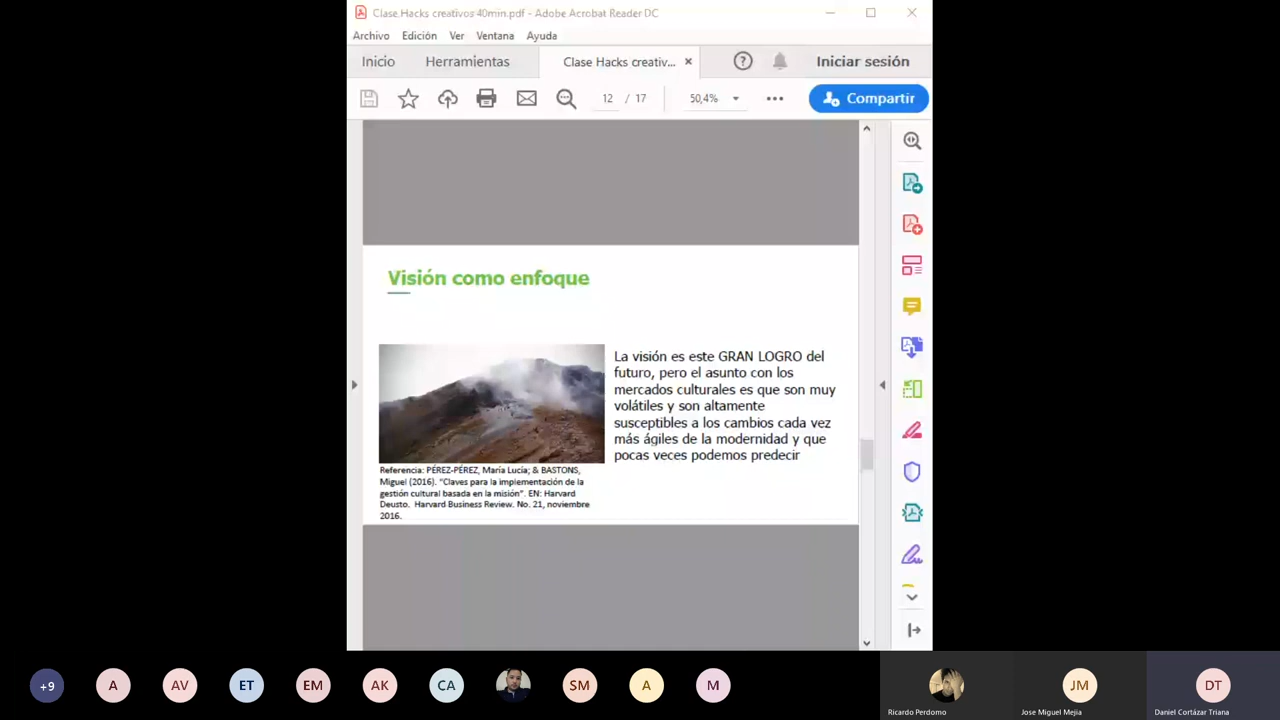 Clase Hacks creativos 40min.pdf - Adobe Acrobat Reader DC
Archivo Edición Ver Ventana Ayuda
Inicio Herramientas Clase Hacks creativ... × ? Iniciar sesión
12 / 17 50,4% ... Compartir
Visión como enfoque
La visión es este GRAN LOGRO del
futuro, pero el asunto con los
mercados culturales es que son muy
volátiles y son altamente
susceptibles a los cambios cada vez
más ágiles de la modernidad y que
pocas veces podemos predecir
Referencia: PÉREZ-PÉREZ, María Lucía; & BASTONS,
Miguel (2016). “Claves para la implementación de la
gestión cultural basada en la misión”. EN: Harvard
Deusto. Harvard Business Review. No. 21, noviembre
2016.
+9 A AV ET EM AK CA SM A M JM DT
Ricardo Perdomo Jose Miguel Mejia Daniel Cortázar Triana